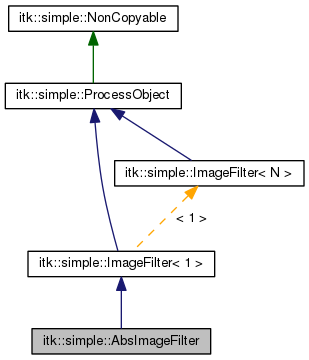 itk::simple::NonCopyable
itk::simple::ProcessObject
itk::simple::ImageFilter< N >
< 1 >
itk::simple::ImageFilter< 1 >
itk::simple::AbsImageFilter